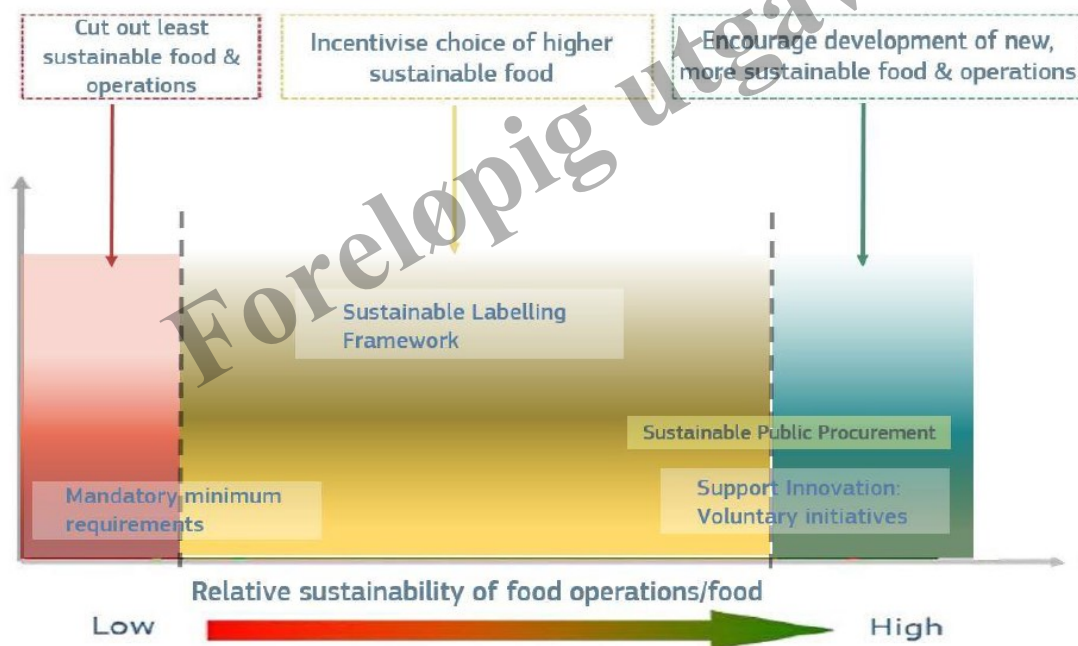 Cut out least
sustainable food &
operations
Incentivise choice of higher
sustainable food
Encourage development of new,
more sustainable food & operations
Foreløpig utgav
Sustainable Labelling
Framework
Sustainable Public Procurement
Mandatory minimum
requirements
Support Innovation:
Voluntary initiatives
Relative sustainability of food operations/food
Low
High